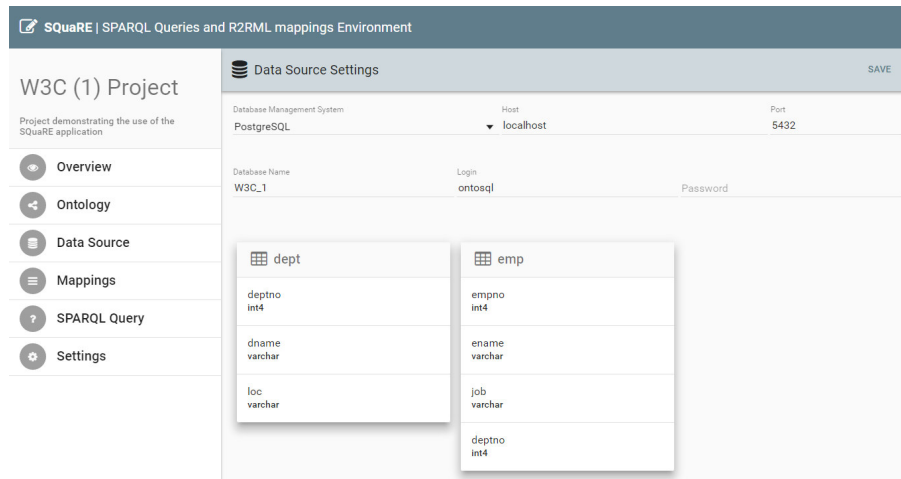 SQuaRE | SPARQL Queries and R2RML mappings Environment
W3C (1) Project
Project demonstrating the use of the
SQuaRE application
Overview
Ontology
Data Source
Mappings
SPARQL Query
Settings
Data Source Settings
SAVE
Database Management System Host Port
PostgreSQL localhost 5432
Database Name Login
W3C_1 ontosql Password
dept
deptno
int4
dname
varchar
loc
varchar
emp
empno
int4
ename
varchar
job
varchar
deptno
int4